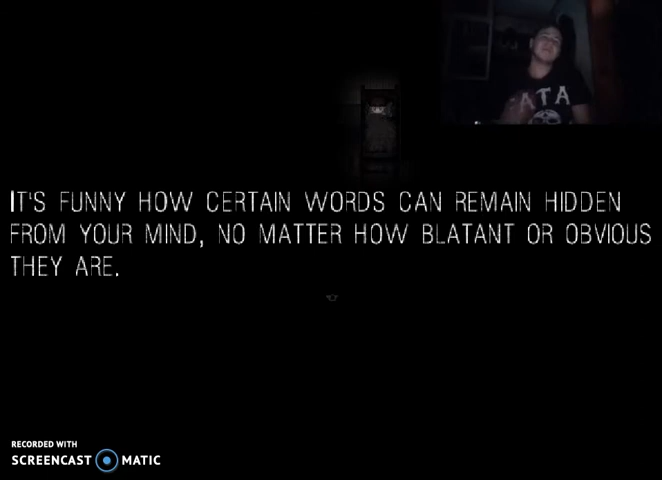 ATA
IT'S FUNNY HOW CERTAIN WORDS CAN REMAIN HIDDEN
FROM YOUR MIND, NO MATTER HOW BLATANT OR OBVIOUS
THEY ARE.
RECORDED WITH
SCREENCAST MATIC